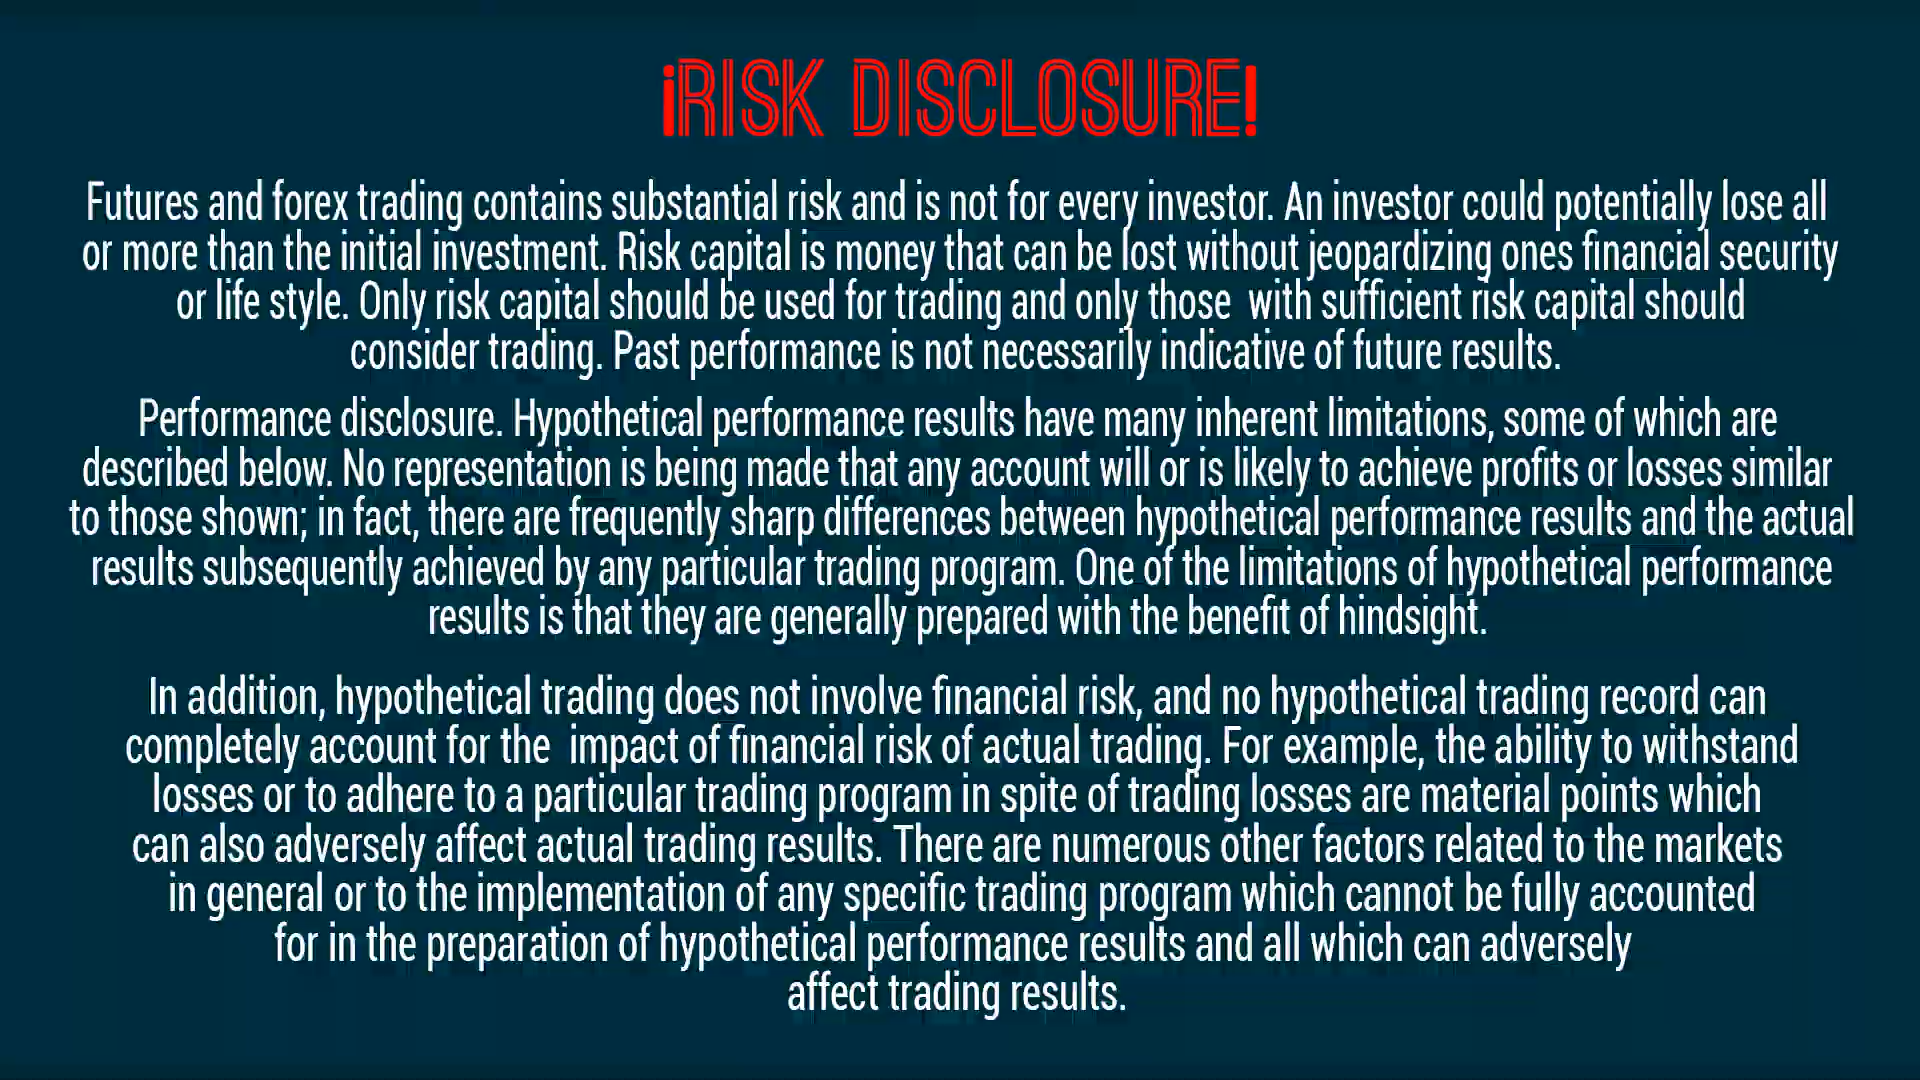 ¡RISK DISCLOSURE!
Futures and forex trading contains substantial risk and is not for every investor. An investor could potentially lose all
or more than the initial investment. Risk capital is money that can be lost without jeopardizing ones financial security
or life style. Only risk capital should be used for trading and only those  with sufficient risk capital should
consider trading. Past performance is not necessarily indicative of future results.
Performance disclosure. Hypothetical performance results have many inherent limitations, some of which are
described below. No representation is being made that any account will or is likely to achieve profits or losses similar
to those shown; in fact, there are frequently sharp differences between hypothetical performance results and the actual
results subsequently achieved by any particular trading program. One of the limitations of hypothetical performance
results is that they are generally prepared with the benefit of hindsight.
In addition, hypothetical trading does not involve financial risk, and no hypothetical trading record can
completely account for the  impact of financial risk of actual trading. For example, the ability to withstand
losses or to adhere to a particular trading program in spite of trading losses are material points which
can also adversely affect actual trading results. There are numerous other factors related to the markets
in general or to the implementation of any specific trading program which cannot be fully accounted
for in the preparation of hypothetical performance results and all which can adversely
affect trading results.